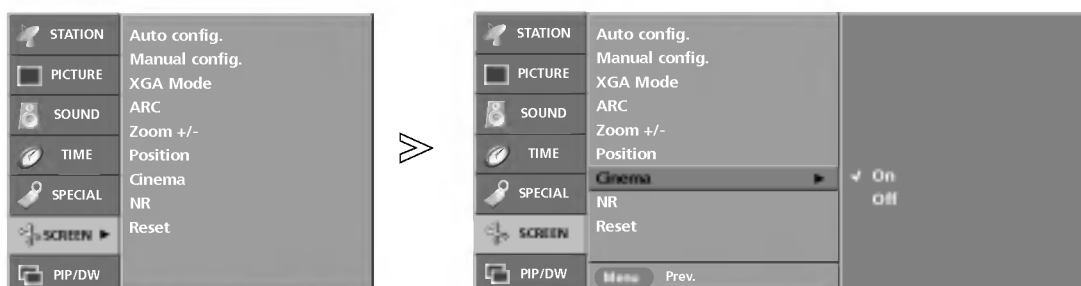 STATION
PICTURE
SOUND
TIME
SPECIAL
SCREEN
PIP/DW
Auto config.
Manual config.
XGA Mode
ARC
Zoom +/-
Position
Cinema
NR
Reset
STATION
PICTURE
SOUND
TIME
SPECIAL
SCREEN
PIP/DW
Auto config.
Manual config.
XGA Mode
ARC
Zoom +/-
Position
Cinema
NR
Reset
Menu Prev.
On
Off